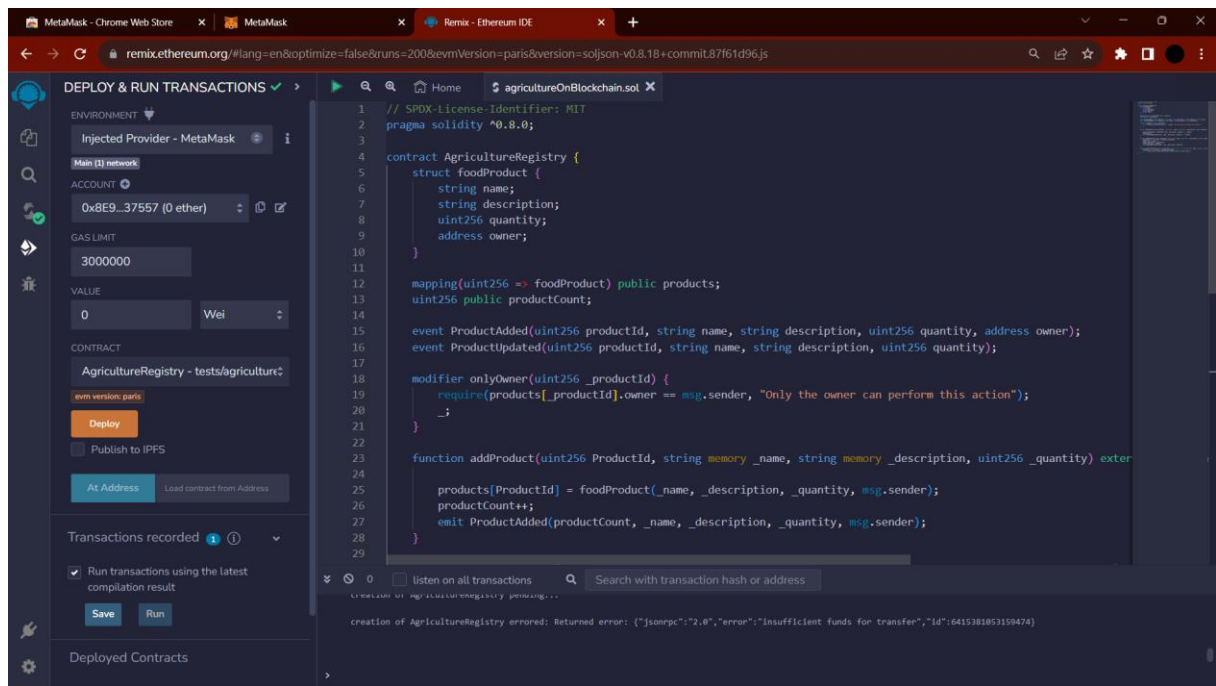 MetaMask - Chrome Web Store
MetaMask
Remix - Ethereum IDE
remix.ethereum.org/#lang=en&optimize=false&runs=200&evmVersion=paris&version=soljson-v0.8.18+commit.87f61d96.js
DEPLOY & RUN TRANSACTIONS
ENVIRONMENT
Injected Provider - MetaMask
Main (1) network
ACCOUNT
0x8E9...37557 (0 ether)
GAS LIMIT
3000000
VALUE
0 Wei
CONTRACT
AgricultureRegistry - tests/agriculture
evm version: paris
Deploy
Publish to IPFS
At Address Load contract from Address
Transactions recorded 1 i
Run transactions using the latest
compilation result
Save Run
Deployed Contracts
Home agricultureOnBlockchain.sol
1 // SPDX-License-Identifier: MIT
2 pragma solidity ^0.8.0;
3
4 contract AgricultureRegistry {
5 struct foodProduct {
6 string name;
7 string description;
8 uint256 quantity;
9 address owner;
10 }
11
12 mapping(uint256 => foodProduct) public products;
13 uint256 public productCount;
14
15 event ProductAdded(uint256 productId, string name, string description, uint256 quantity, address owner);
16 event ProductUpdated(uint256 productId, string name, string description, uint256 quantity);
17
18 modifier onlyOwner(uint256 _productId) {
19 require(products[_productId].owner == msg.sender, "Only the owner can perform this action");
20 _;
21 }
22
23 function addProduct(uint256 ProductId, string memory _name, string memory _description, uint256 _quantity) exter
24
25 products[ProductId] = foodProduct(_name, _description, _quantity, msg.sender);
26 productCount++;
27 emit ProductAdded(productCount, _name, _description, _quantity, msg.sender);
28 }
29
0 listen on all transactions Search with transaction hash or address
creation of AgricultureRegistry pending...
creation of AgricultureRegistry errored: Returned error: {"jsonrpc":"2.0","error":"insufficient funds for transfer","id":6415381053159474}
>